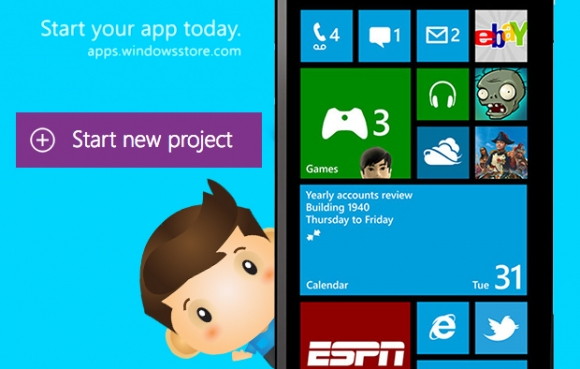 Start your app today.
apps.windowsstore.com
Start new project
4
1
2
ebaY
3
Games
Yearly accounts review
Building 1940
Thursday to Friday
Calendar
Tue 31
ESPN